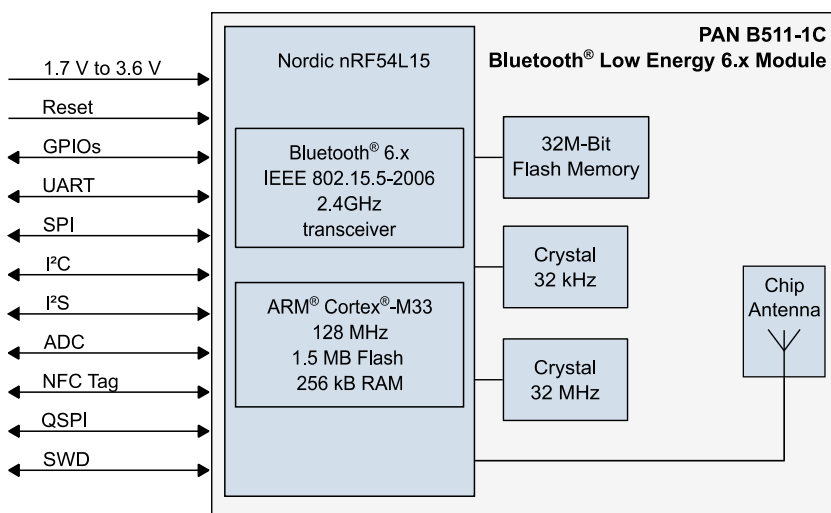 PAN B511-1C
Bluetooth® Low Energy 6.x Module
Nordic nRF54L15
1.7 V to 3.6 V
Reset
GPIOs
UART
SPI
I²C
I²S
ADC
NFC Tag
QSPI
SWD
Bluetooth® 6.x
IEEE 802.15.5-2006
2.4GHz
transceiver
ARM® Cortex®-M33
128 MHz
1.5 MB Flash
256 kB RAM
32M-Bit
Flash Memory
Crystal
32 kHz
Crystal
32 MHz
Chip
Antenna